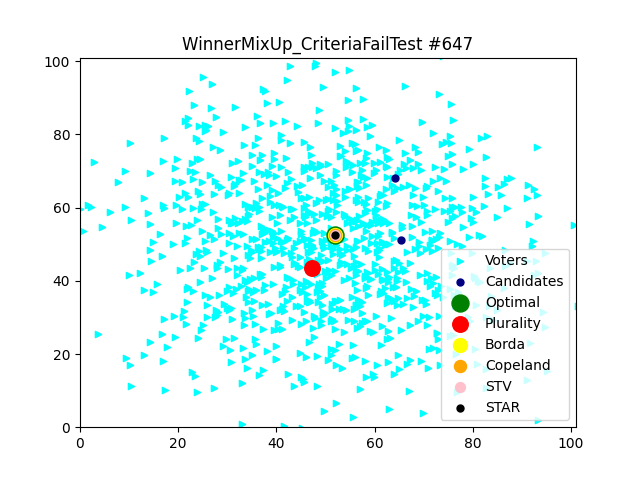 WinnerMixUp_CriteriaFailTest #647
100
80
60
40
20
0
0
20
40
60
80
100
Voters
Candidates
Optimal
Plurality
Borda
Copeland
STV
STAR